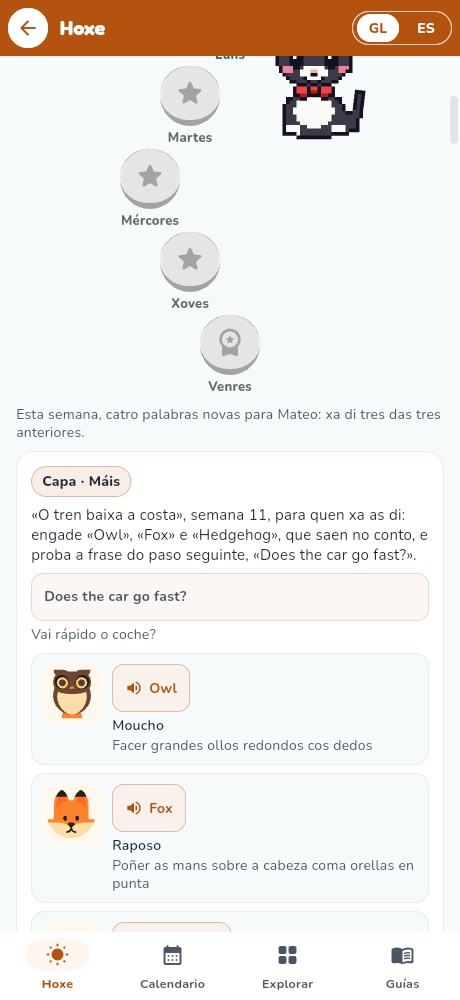 Hoxe
GL ES
Luns
Martes
Mércores
Xoves
Venres
Esta semana, catro palabras novas para Mateo: xa di tres das tres
anteriores.
Capa · Máis
«O tren baixa a costa», semana 11, para quen xa as di:
engade «Owl», «Fox» e «Hedgehog», que saen no conto, e
proba a frase do paso seguinte, «Does the car go fast?».
Does the car go fast?
Vai rápido o coche?
Owl
Moucho
Facer grandes ollos redondos cos dedos
Fox
Raposo
Poñer as mans sobre a cabeza coma orellas en
punta
Hoxe Calendario Explorar Guías